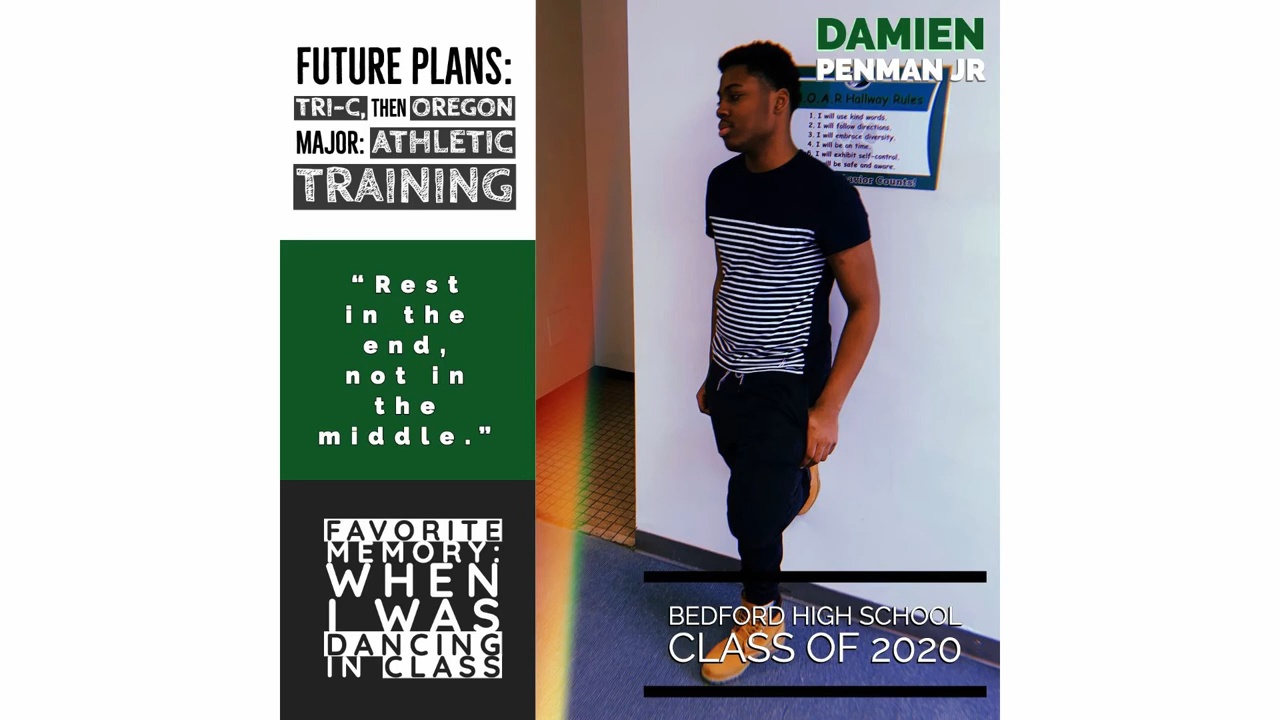 FUTURE PLANS:
TRI-C, THEN OREGON
MAJOR: ATHLETIC
TRAINING
“Rest
in the
end,
not in
the
middle.”
FAVORITE
MEMORY:
WHEN
I WAS
DANCING
IN CLASS
DAMIEN
PENMAN JR
O.A.R Hallway Rules
1. I will use kind words.
2. I will follow directions.
3. I will embrace diversity.
4. I will be on time.
I will exhibit self-control.
will be safe and aware.
Counts!
BEDFORD HIGH SCHOOL
CLASS OF 2020